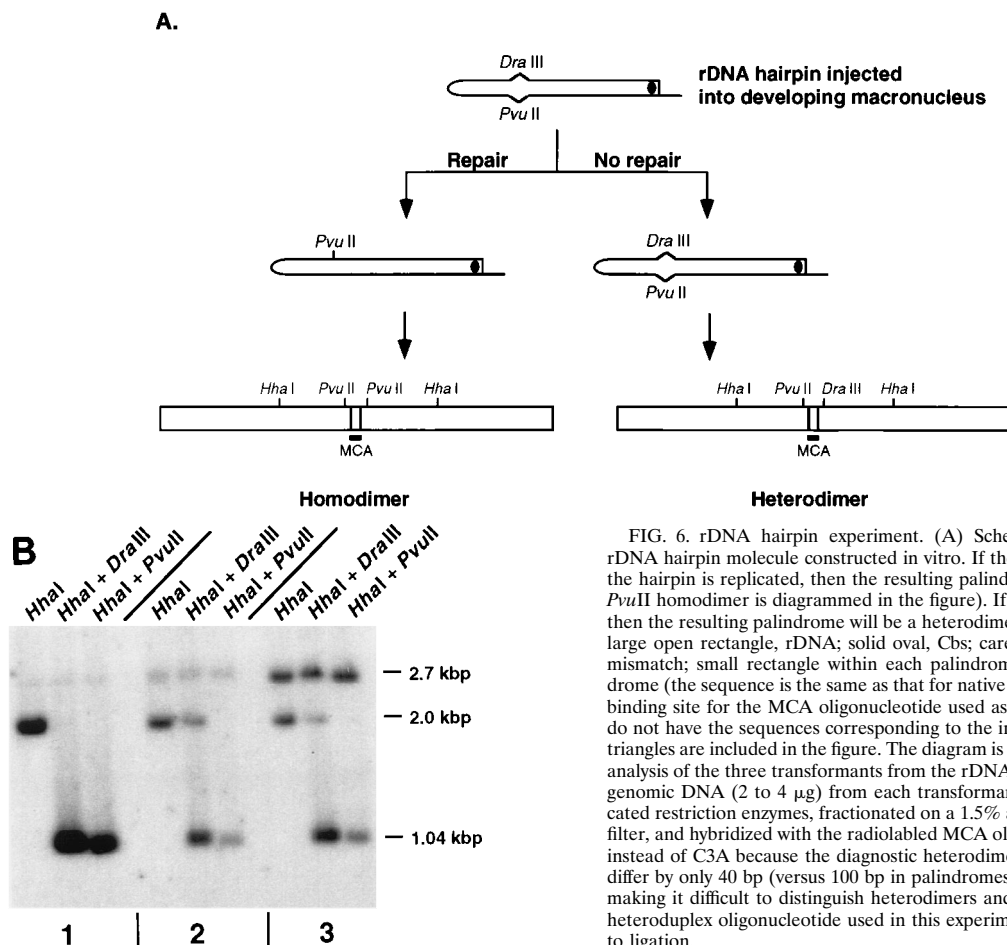 A.
Dra III
Pvu II
rDNA hairpin injected
into developing macronucleus
Repair
No repair
Pvu II
Dra III
Pvu II
Hha I Pvu II Pvu II Hha I
MCA
Hha I Pvu II Dra III Hha I
MCA
Homodimer
Heterodimer
B
HhaI
HhaI + DraIII
HhaI + PvuII
HhaI
HhaI + DraIII
HhaI + PvuII
HhaI
HhaI + DraIII
HhaI + PvuII
2.7 kbp
2.0 kbp
1.04 kbp
1 2 3
FIG. 6. rDNA hairpin experiment. (A) Sche
rDNA hairpin molecule constructed in vitro. If the
the hairpin is replicated, then the resulting palind
PvuII homodimer is diagrammed in the figure). If
then the resulting palindrome will be a heterodime
large open rectangle, rDNA; solid oval, Cbs; care
mismatch; small rectangle within each palindrom
drome (the sequence is the same as that for native
binding site for the MCA oligonucleotide used as
do not have the sequences corresponding to the in
triangles are included in the figure. The diagram is
analysis of the three transformants from the rDNA
genomic DNA (2 to 4 μg) from each transforman
cated restriction enzymes, fractionated on a 1.5%
filter, and hybridized with the radiolabled MCA ol
instead of C3A because the diagnostic heterodime
differ by only 40 bp (versus 100 bp in palindromes
making it difficult to distinguish heterodimers and
heteroduplex oligonucleotide used in this experim
to ligation